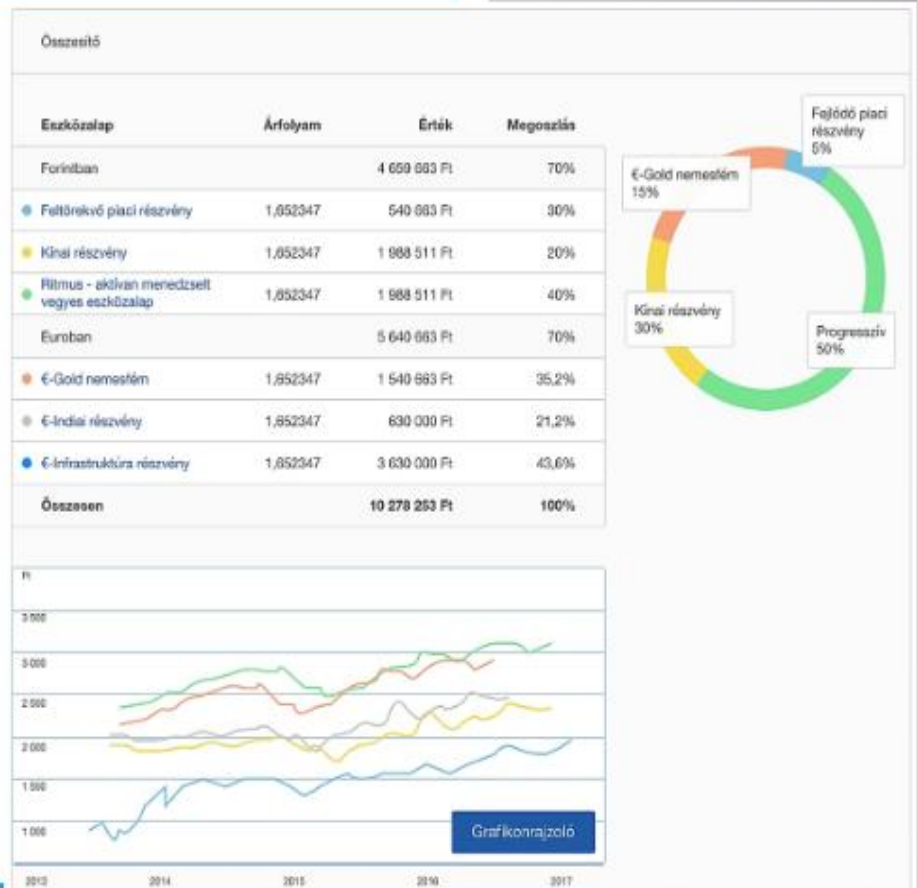 Összesítő
Eszközalap Árfolyam Érték Megoszlás
Forintban 4 659 663 Ft 70%
Feltörekvő piaci részvény 1,652347 540 663 Ft 30%
Kínai részvény 1,652347 1 988 511 Ft 20%
Ritmus - aktívan menedzselt
vegyes eszközalap 1,652347 1 988 511 Ft 40%
Euroban 5 640 663 Ft 70%
€-Gold nemesfém 1,652347 1 540 663 Ft 35,2%
€-Indiai részvény 1,652347 630 000 Ft 21,2%
€-Infrastruktúra részvény 1,652347 3 630 000 Ft 43,6%
Összesen 10 278 253 Ft 100%
Fejlődő piaci
részvény
5%
€-Gold nemesfém
15%
Kínai részvény
30%
Progresszív
50%
Ft
3 500
3 000
2 500
2 000
1 500
1 000
Grafikonrajzoló
2013 2014 2015 2016 2017